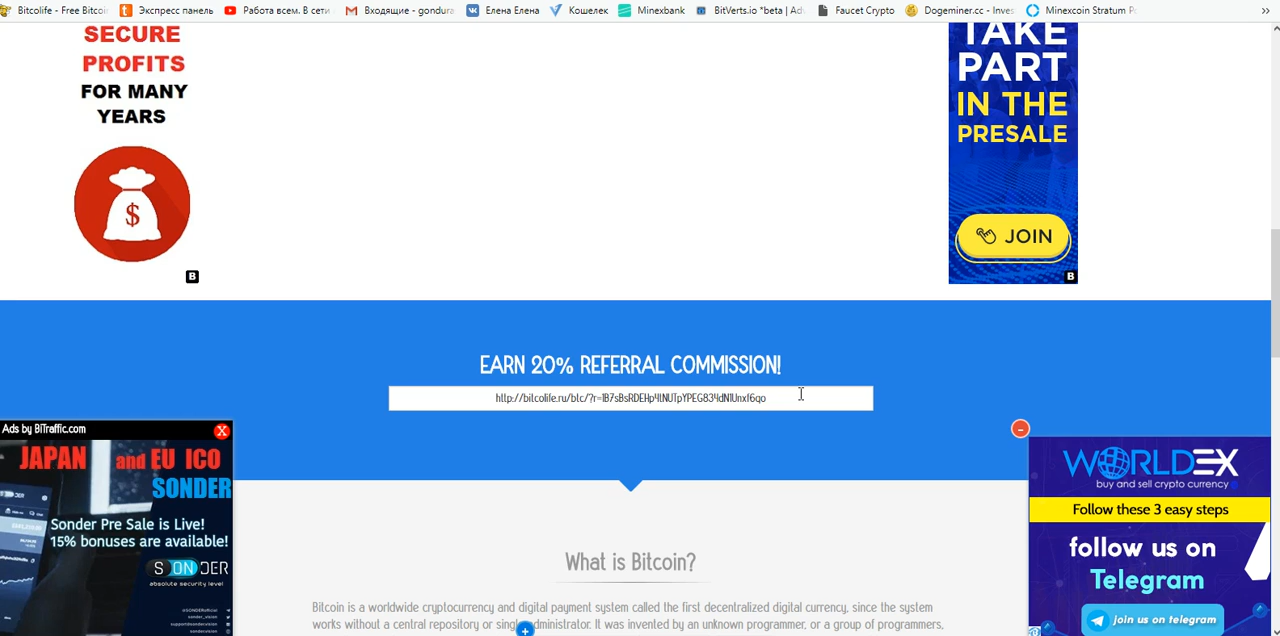 Bitcolife - Free Bitcoin
Экспресс панель
Работа всем. В сети
Входящие - gondura
Елена Елена
Кошелек
Minexbank
BitVerts.io *beta | Ad
Faucet Crypto
Dogeminer.cc - Inves
Minexcoin Stratum P
SECURE
PROFITS
FOR MANY
YEARS
$
B
TAKE
PART
IN THE
PRESALE
JOIN
B
EARN 20% REFERRAL COMMISSION!
Ads by BiTraffic.com
X
JAPAN and EU ICO
SONDER
Sonder Pre Sale is Live!
15% bonuses are available!
SONDER
absolute security level
WORLDEX
buy and sell crypto currency
Follow these 3 easy steps
follow us on
Telegram
join us on telegram
What is Bitcoin?
Bitcoin is a worldwide cryptocurrency and digital payment system called the first decentralized digital currency, since the system
works without a central repository or single administrator. It was invented by an unknown programmer, or a group of programmers,